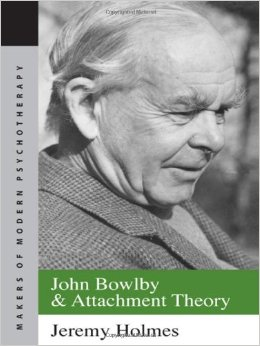 MAKERS OF MODERN PSYCHOTHERAPY
John Bowlby
& Attachment Theory
Jeremy Holmes